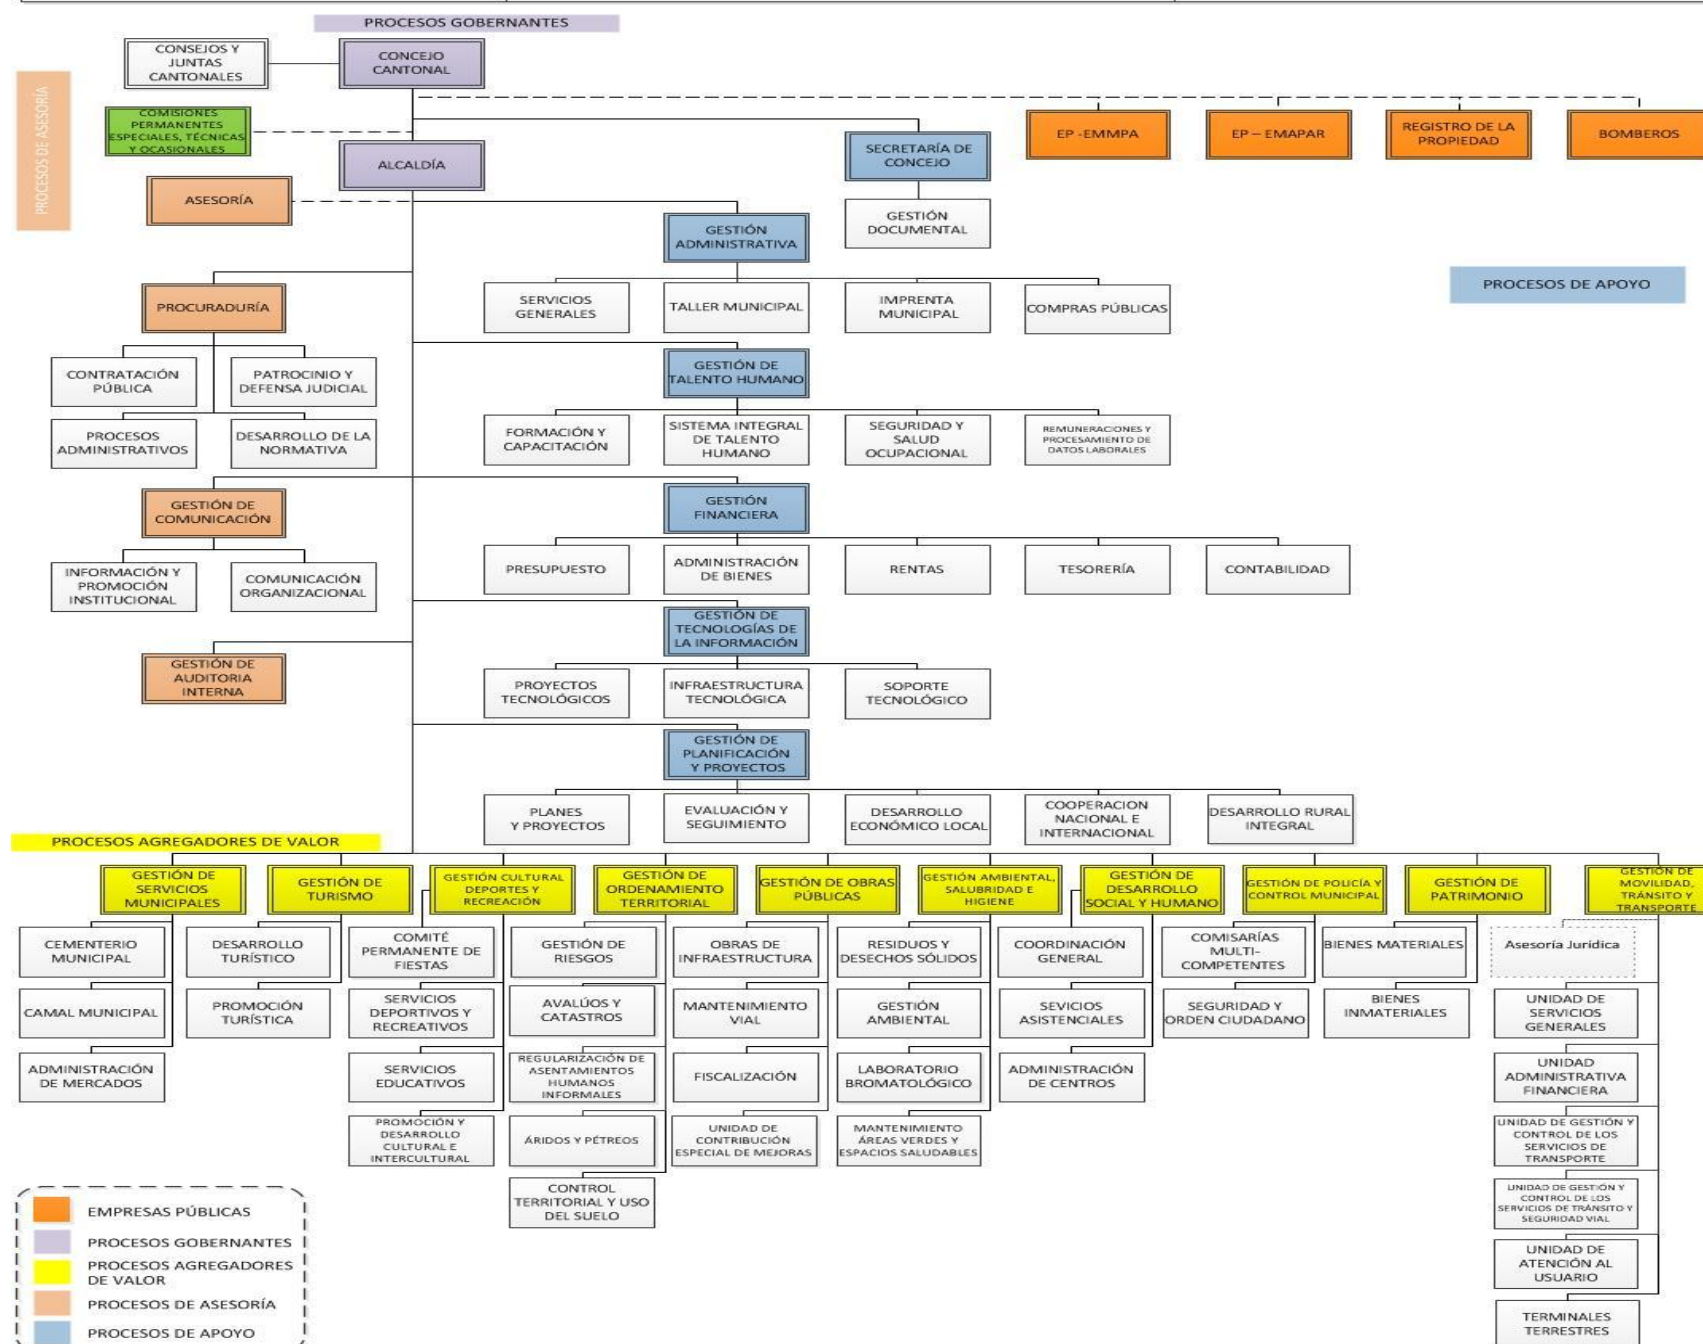 PROCESOS GOBERNANTES
CONSEJOS Y
JUNTAS
CANTONALES
CONCEJO
CANTONAL
PROCESOS DE ASESORÍA
COMISIONES
PERMANENTES
ESPECIALES, TÉCNICAS
Y OCASIONALES
ALCALDÍA
SECRETARÍA DE
CONCEJO
EP -EMMPA
EP – EMAPAR
REGISTRO DE LA
PROPIEDAD
BOMBEROS
ASESORÍA
GESTIÓN
DOCUMENTAL
GESTIÓN
ADMINISTRATIVA
PROCESOS DE APOYO
PROCURADURÍA
SERVICIOS
GENERALES
TALLER MUNICIPAL
IMPRENTA
MUNICIPAL
COMPRAS PÚBLICAS
CONTRATACIÓN
PÚBLICA
PATROCINIO Y
DEFENSA JUDICIAL
GESTIÓN DE
TALENTO HUMANO
PROCESOS
ADMINISTRATIVOS
DESARROLLO DE LA
NORMATIVA
FORMACIÓN Y
CAPACITACIÓN
SISTEMA INTEGRAL
DE TALENTO
HUMANO
SEGURIDAD Y
SALUD
OCUPACIONAL
REMUNERACIONES Y
PROCESAMIENTO DE
DATOS LABORALES
GESTIÓN DE
COMUNICACIÓN
GESTIÓN
FINANCIERA
INFORMACIÓN Y
PROMOCIÓN
INSTITUCIONAL
COMUNICACIÓN
ORGANIZACIONAL
PRESUPUESTO
ADMINISTRACIÓN
DE BIENES
RENTAS
TESORERÍA
CONTABILIDAD
GESTIÓN DE
TECNOLOGÍAS DE
LA INFORMACIÓN
GESTIÓN DE
AUDITORIA
INTERNA
PROYECTOS
TECNOLÓGICOS
INFRAESTRUCTURA
TECNOLÓGICA
SOPORTE
TECNOLÓGICO
GESTIÓN DE
PLANIFICACIÓN
Y PROYECTOS
PLANES
Y PROYECTOS
EVALUACIÓN Y
SEGUIMIENTO
DESARROLLO
ECONÓMICO LOCAL
COOPERACION
NACIONAL E
INTERNACIONAL
DESARROLLO RURAL
INTEGRAL
PROCESOS AGREGADORES DE VALOR
GESTIÓN DE
SERVICIOS
MUNICIPALES
GESTIÓN DE
TURISMO
GESTIÓN CULTURAL
DEPORTES Y
RECREACIÓN
GESTIÓN DE
ORDENAMIENTO
TERRITORIAL
GESTIÓN DE OBRAS
PÚBLICAS
GESTIÓN AMBIENTAL,
SALUBRIDAD E
HIGIENE
GESTIÓN DE
DESARROLLO
SOCIAL Y HUMANO
GESTIÓN DE POLICÍA Y
CONTROL MUNICIPAL
GESTIÓN DE
PATRIMONIO
GESTIÓN DE
MOVILIDAD,
TRÁNSITO Y
TRANSPORTE
CEMENTERIO
MUNICIPAL
DESARROLLO
TURÍSTICO
COMITÉ
PERMANENTE DE
FIESTAS
GESTIÓN DE
RIESGOS
OBRAS DE
INFRAESTRUCTURA
RESIDUOS Y
DESECHOS SÓLIDOS
COORDINACIÓN
GENERAL
COMISARÍAS
MULTI-
COMPETENTES
BIENES MATERIALES
Asesoría Jurídica
CAMAL MUNICIPAL
PROMOCIÓN
TURÍSTICA
SERVICIOS
DEPORTIVOS Y
RECREATIVOS
AVALÚOS Y
CATASTROS
MANTENIMIENTO
VIAL
GESTIÓN
AMBIENTAL
SEVICIOS
ASISTENCIALES
SEGURIDAD Y
ORDEN CIUDADANO
BIENES
INMATERIALES
UNIDAD DE
SERVICIOS
GENERALES
ADMINISTRACIÓN
DE MERCADOS
SERVICIOS
EDUCATIVOS
REGULARIZACIÓN DE
ASENTAMIENTOS
HUMANOS
INFORMALES
FISCALIZACIÓN
LABORATORIO
BROMATOLÓGICO
ADMINISTRACIÓN
DE CENTROS
UNIDAD
ADMINISTRATIVA
FINANCIERA
PROMOCIÓN Y
DESARROLLO
CULTURAL E
INTERCULTURAL
ÁRIDOS Y PÉTREOS
UNIDAD DE
CONTRIBUCIÓN
ESPECIAL DE MEJORAS
MANTENIMIENTO
ÁREAS VERDES Y
ESPACIOS SALUDABLES
UNIDAD DE GESTIÓN Y
CONTROL DE LOS
SERVICIOS DE
TRANSPORTE
CONTROL
TERRITORIAL Y USO
DEL SUELO
UNIDAD DE GESTIÓN Y
CONTROL DE LOS
SERVICIOS DE TRÁNSITO Y
SEGURIDAD VIAL
UNIDAD DE
ATENCIÓN AL
USUARIO
TERMINALES
TERRESTRES
EMPRESAS PÚBLICAS
PROCESOS GOBERNANTES
PROCESOS AGREGADORES
DE VALOR
PROCESOS DE ASESORÍA
PROCESOS DE APOYO